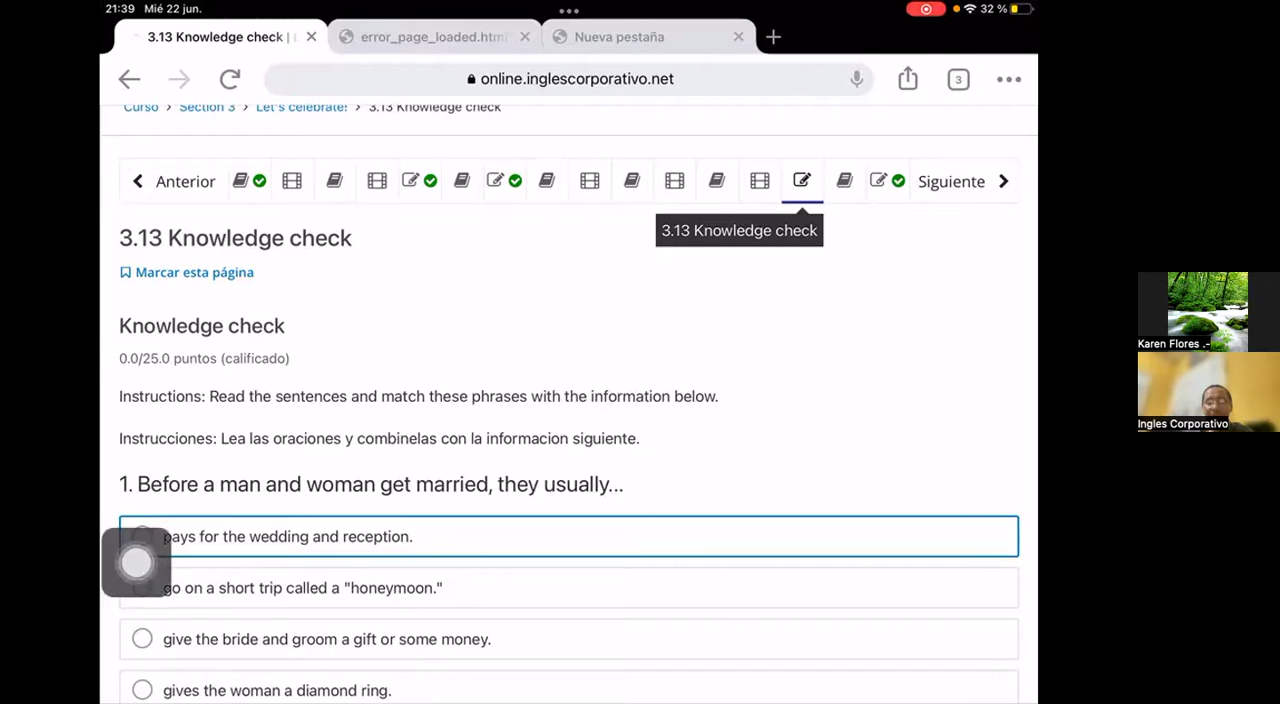 21:39 Mié 22 jun.
32 %
3.13 Knowledge check |
error_page_loaded.htm
Nueva pestaña
online.inglescorporativo.net
3
Curso > Section 3 > Let's celebrate! > 3.13 Knowledge check
Anterior
Siguiente
3.13 Knowledge check
3.13 Knowledge check
Marcar esta página
Knowledge check
0.0/25.0 puntos (calificado)
Instructions: Read the sentences and match these phrases with the information below.
Instrucciones: Lea las oraciones y combinelas con la informacion siguiente.
1. Before a man and woman get married, they usually...
pays for the wedding and reception.
go on a short trip called a "honeymoon."
give the bride and groom a gift or some money.
gives the woman a diamond ring.
Karen Flores .-
Ingles Corporativo